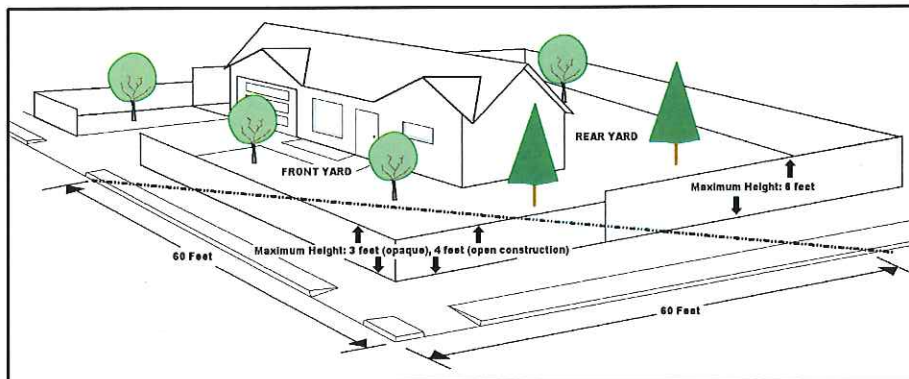 REAR YARD
FRONT YARD
Maximum Height: 6 feet
Maximum Height: 3 feet (opaque), 4 feet (open construction)
60 Feet
60 Feet